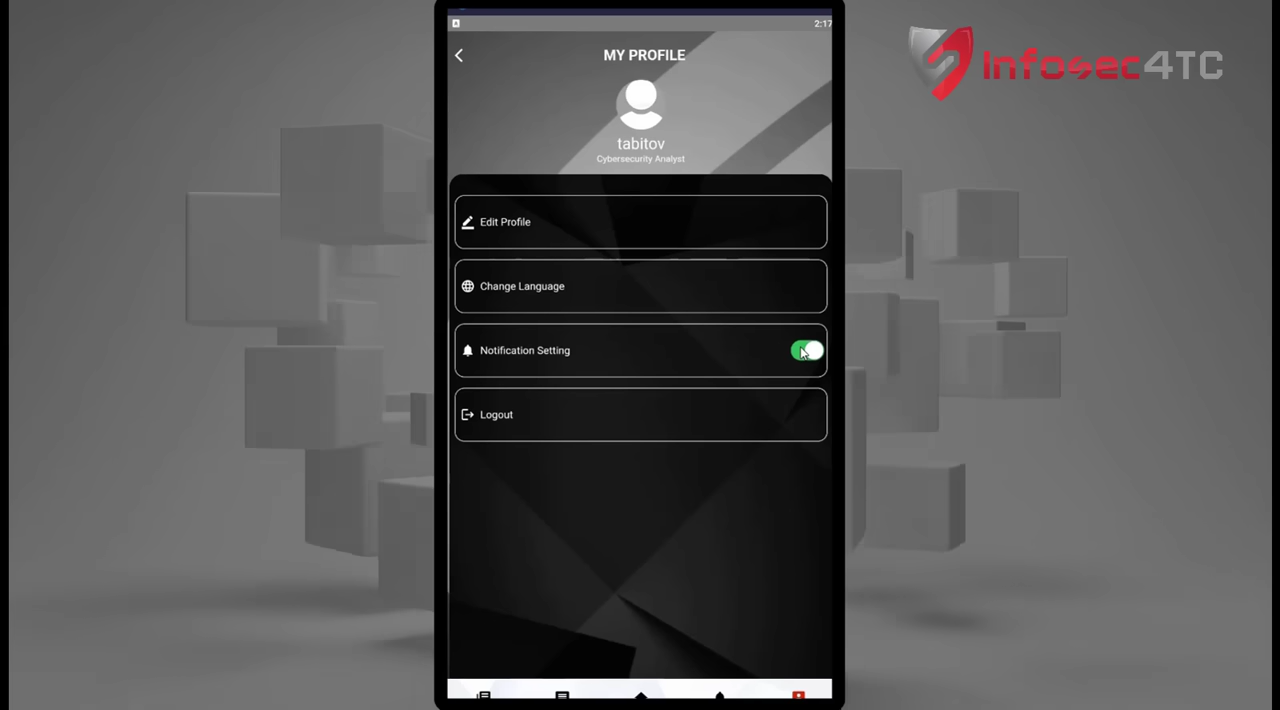 2:17
MY PROFILE
tabitov
Cybersecurity Analyst
Edit Profile
Change Language
Notification Setting
Logout
Infosec4TC